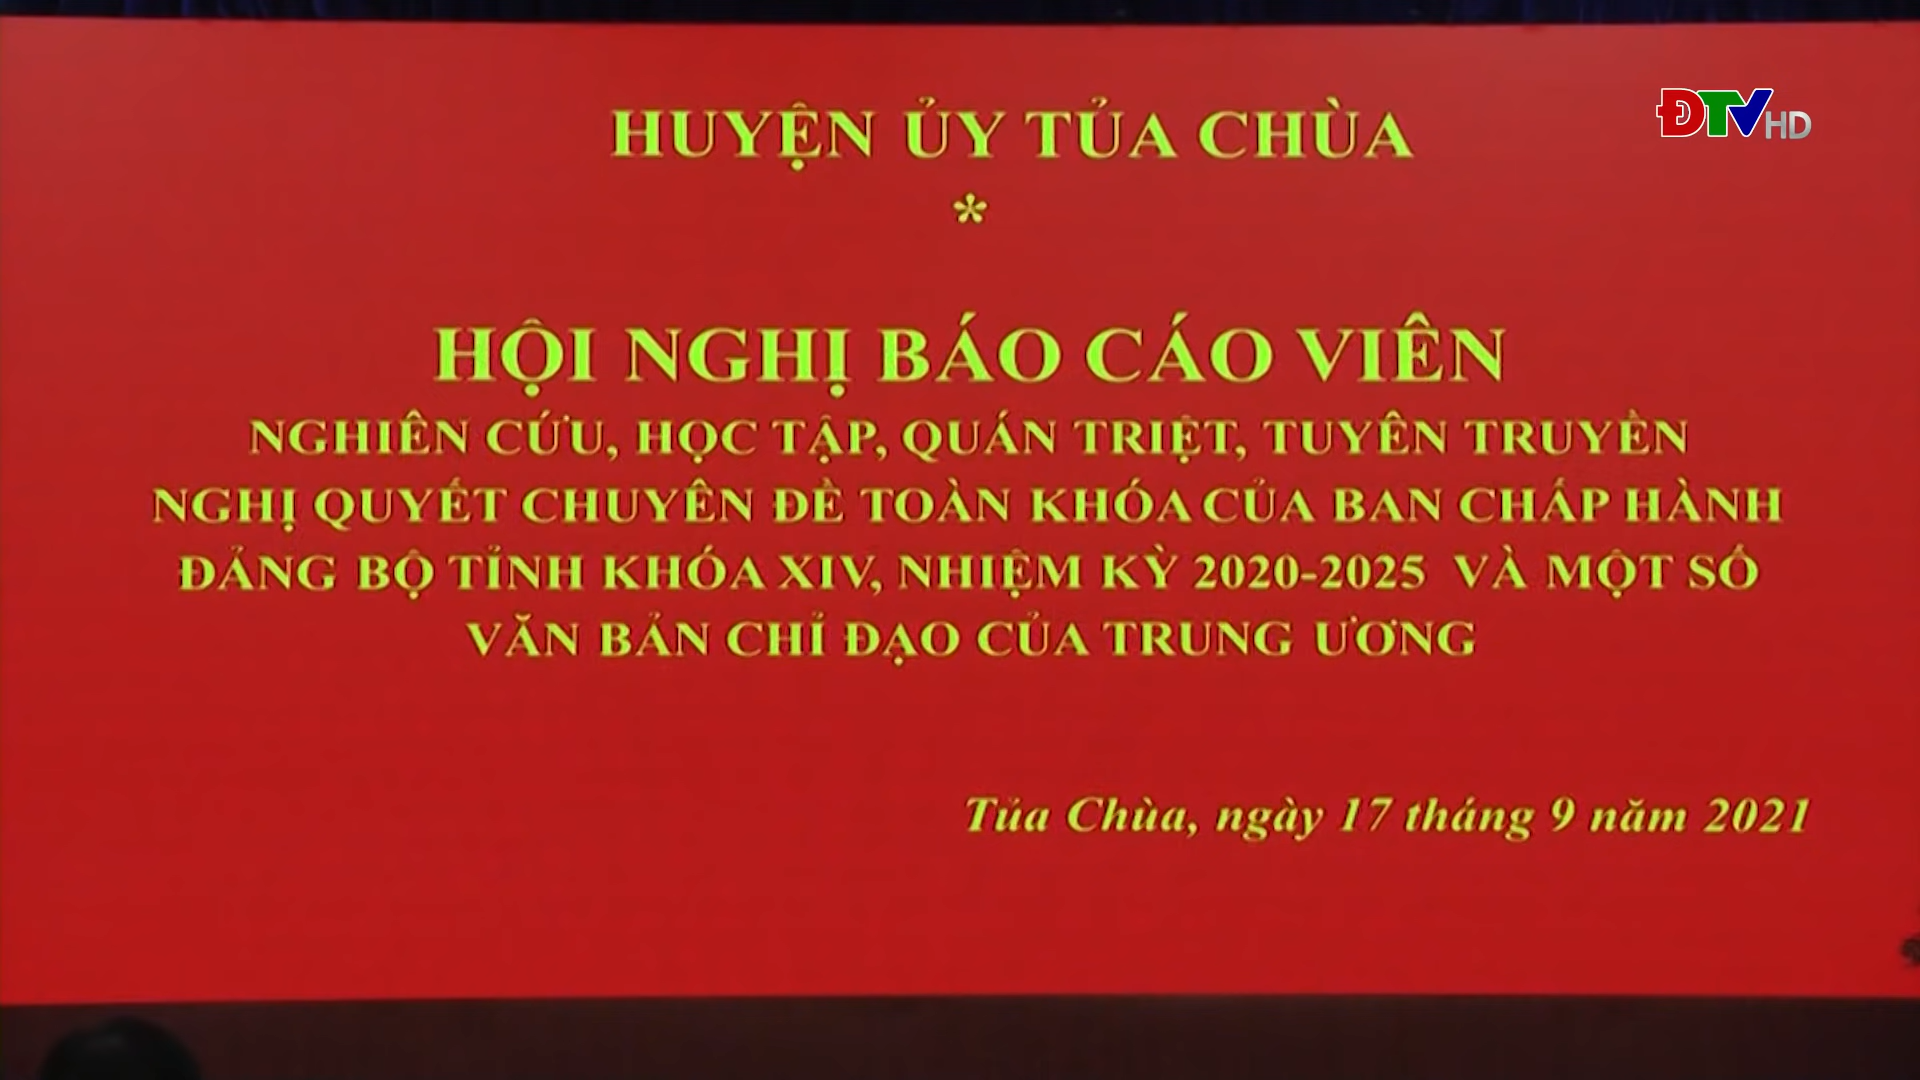 HUYỆN ỦY TỦA CHÙA
ĐTV HD
*
HỘI NGHỊ BÁO CÁO VIÊN
NGHIÊN CỨU, HỌC TẬP, QUÁN TRIỆT, TUYÊN TRUYỀN
NGHỊ QUYẾT CHUYÊN ĐỀ TOÀN KHÓA CỦA BAN CHẤP HÀNH
ĐẢNG BỘ TỈNH KHÓA XIV, NHIỆM KỲ 2020-2025 VÀ MỘT SỐ
VĂN BẢN CHỈ ĐẠO CỦA TRUNG ƯƠNG
Tủa Chùa, ngày 17 tháng 9 năm 2021